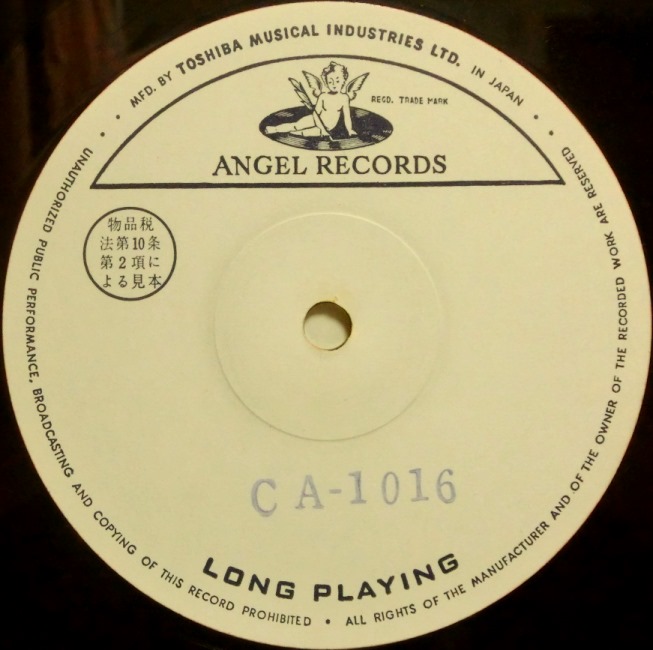 MFD. BY TOSHIBA MUSICAL INDUSTRIES LTD. IN JAPAN
REGD. TRADE MARK
ANGEL RECORDS
物品税
法第10条
第2項に
よる見本
CA-1016
LONG PLAYING
UNAUTHORIZED PUBLIC PERFORMANCE, BROADCASTING AND COPYING OF THIS RECORD PROHIBITED • ALL RIGHTS OF THE MANUFACTURER AND OF THE OWNER OF THE RECORDED WORK ARE RESERVED